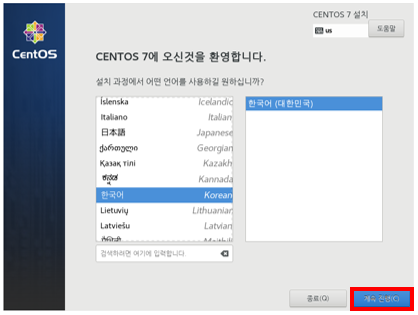 CentOS
CENTOS 7 설치
us
도움말
CENTOS 7에 오신것을 환영합니다.
설치 과정에서 어떤 언어를 사용하길 원하십니까?
Íslenska Icelandic
Italiano Italian
日本語 Japanese
ქართული Georgian
Қазақ тілі Kazakh
ಕನ್ನಡ Kannada
한국어 Korean
Lietuvių Lithuanian
Latviešu Latvian
한국어 (대한민국)
검색하려면 여기에 입력합니다
종료(Q)
계속 진행(C)